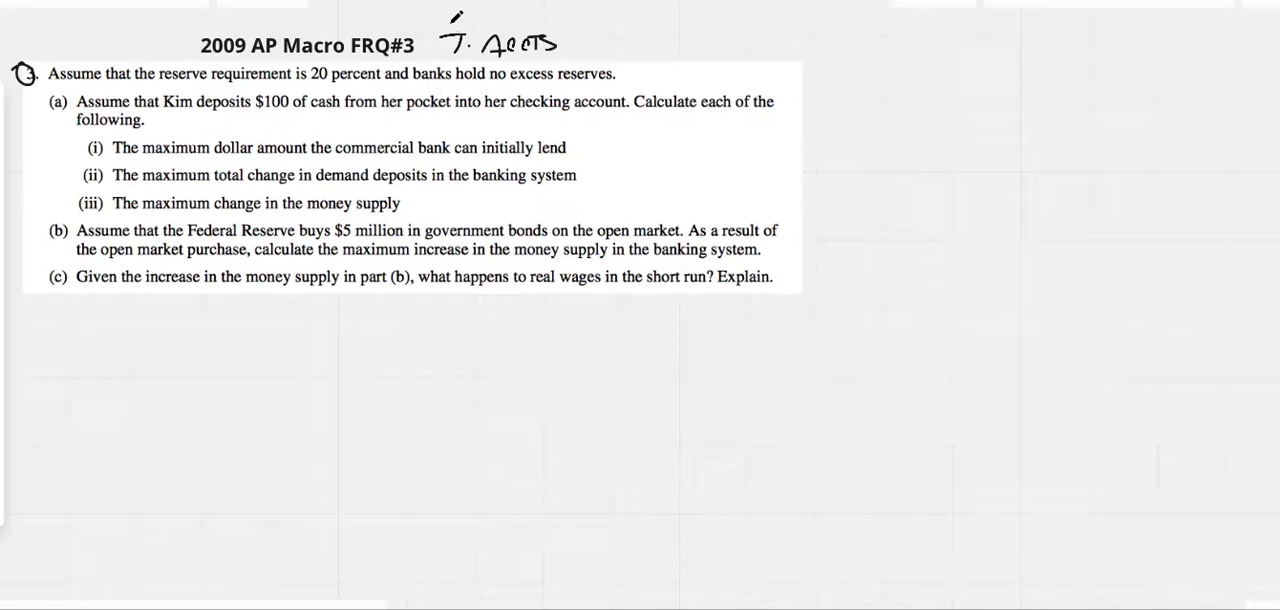 2009 AP Macro FRQ#3 T. Accts
3. Assume that the reserve requirement is 20 percent and banks hold no excess reserves.
(a) Assume that Kim deposits $100 of cash from her pocket into her checking account. Calculate each of the
following.
(i) The maximum dollar amount the commercial bank can initially lend
(ii) The maximum total change in demand deposits in the banking system
(iii) The maximum change in the money supply
(b) Assume that the Federal Reserve buys $5 million in government bonds on the open market. As a result of
the open market purchase, calculate the maximum increase in the money supply in the banking system.
(c) Given the increase in the money supply in part (b), what happens to real wages in the short run? Explain.